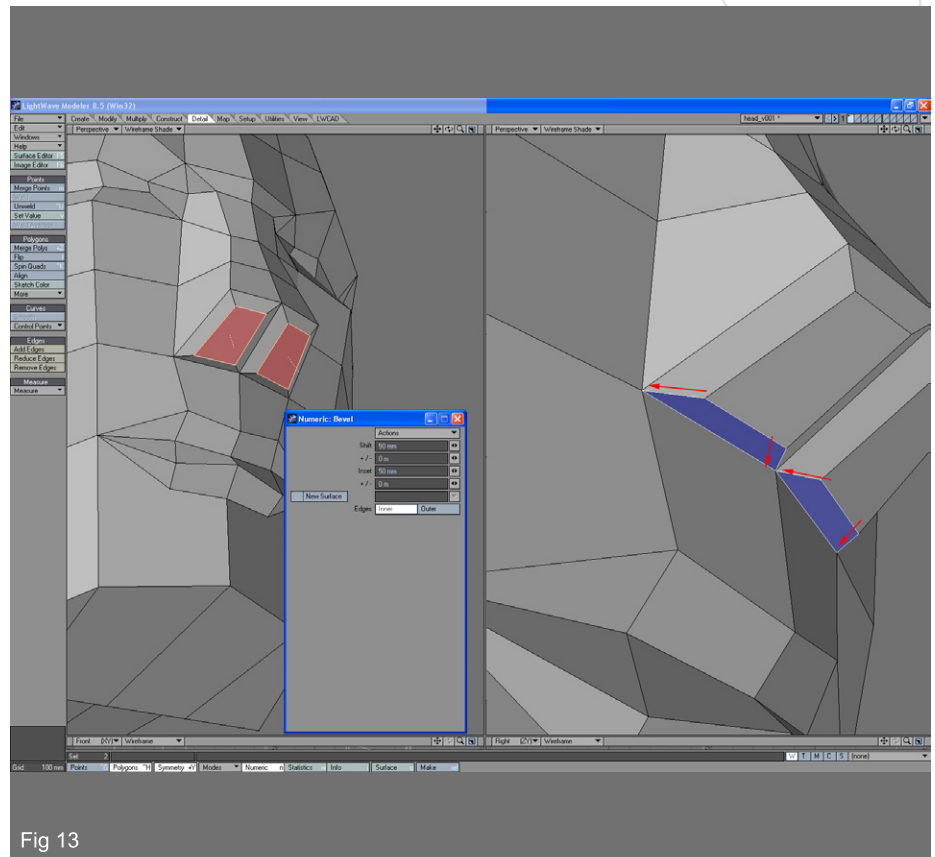 LightWave Modeler 8.5 (Win32)
File
Create Modify Multiply Construct Detail Map Setup Utilities View LWCAD
head_v001 *
1
Edit
Perspective Wireframe Shade
Perspective Wireframe Shade
Windows
Help
Surface Editor
Image Editor
Points
Merge Points
Unweld
Set Value
Polygons
Merge Polys
Flip
Spin Quads
Align
Sketch Color
More
Curves
Control Points
Edges
Add Edges
Reduce Edges
Remove Edges
Measure
Measure
Numeric: Bevel
Actions
Shift 50 mm
+ / - 0 m
Inset 50 mm
+ / - 0 m
New Surface
Edges Inner Outer
Front (XY) Wireframe
Right (ZY) Wireframe
Sel: 2
W T M C S (none)
Grid: 100 mm Points Polygons ^H Symmetry +Y Modes Numeric n Statistics Info Surface Make
Fig 13